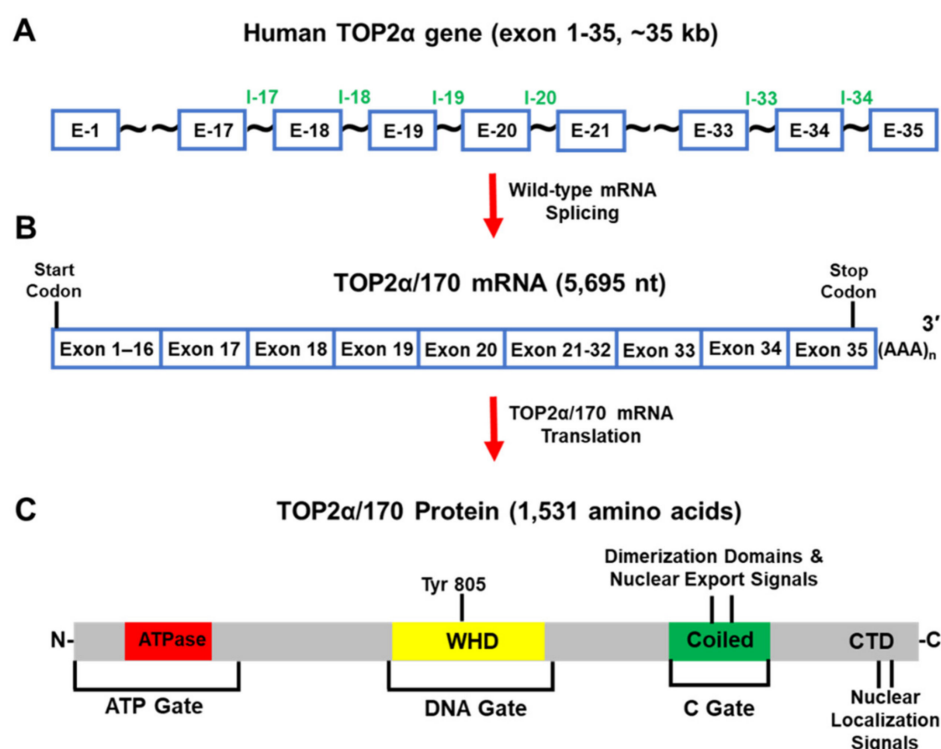 A
Human TOP2α gene (exon 1-35, ~35 kb)
I-17
I-18
I-19
I-20
I-33
I-34
E-1
E-17
E-18
E-19
E-20
E-21
E-33
E-34
E-35
Wild-type mRNA
Splicing
B
Start
Codon
TOP2α/170 mRNA (5,695 nt)
Stop
Codon
3′
Exon 1–16
Exon 17
Exon 18
Exon 19
Exon 20
Exon 21-32
Exon 33
Exon 34
Exon 35
(AAA)n
TOP2α/170 mRNA
Translation
C
TOP2α/170 Protein (1,531 amino acids)
Dimerization Domains &
Nuclear Export Signals
Tyr 805
N-
ATPase
WHD
Coiled
CTD
-C
ATP Gate
DNA Gate
C Gate
Nuclear
Localization
Signals